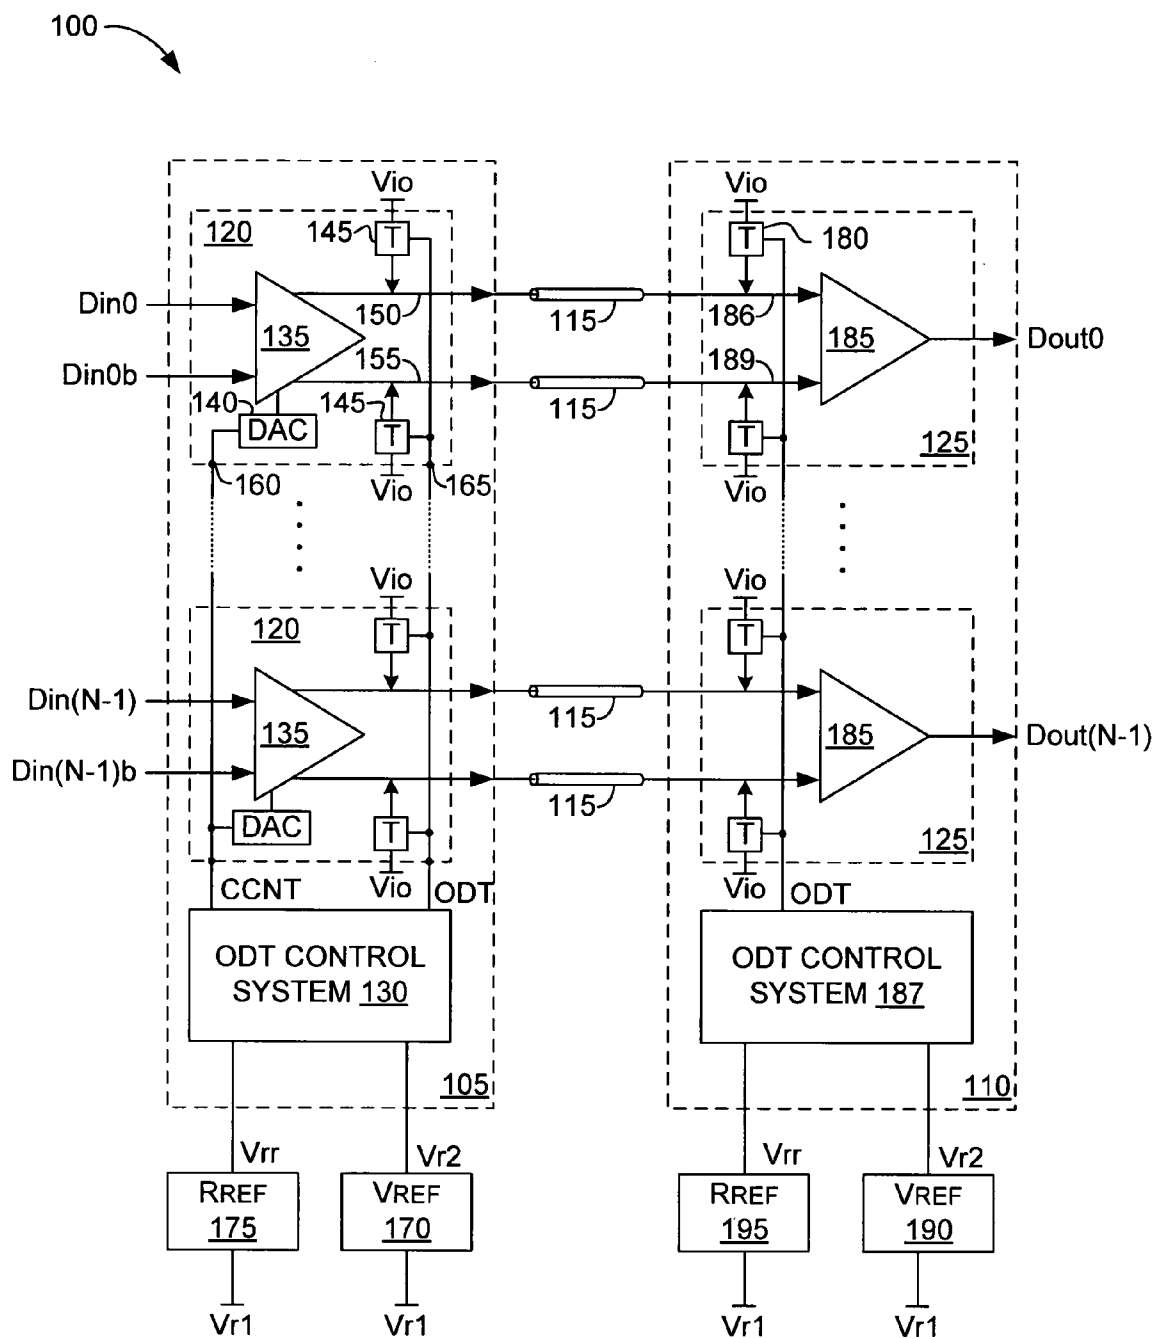 100
Vio
Vio
120
145
180
Din0
135
150
115
186
185
Dout0
Din0b
155
189
140
145
115
DAC
T
T
T
T
125
160
Vio
165
Vio
Vio
Vio
120
T
T
Din(N-1)
135
115
185
Dout(N-1)
Din(N-1)b
115
DAC
T
T
125
Vio
Vio
CCNT
ODT
ODT
ODT CONTROL
SYSTEM 130
ODT CONTROL
SYSTEM 187
105
110
Vrr
Vr2
Vrr
Vr2
RREF
175
VREF
170
RREF
195
VREF
190
Vr1
Vr1
Vr1
Vr1